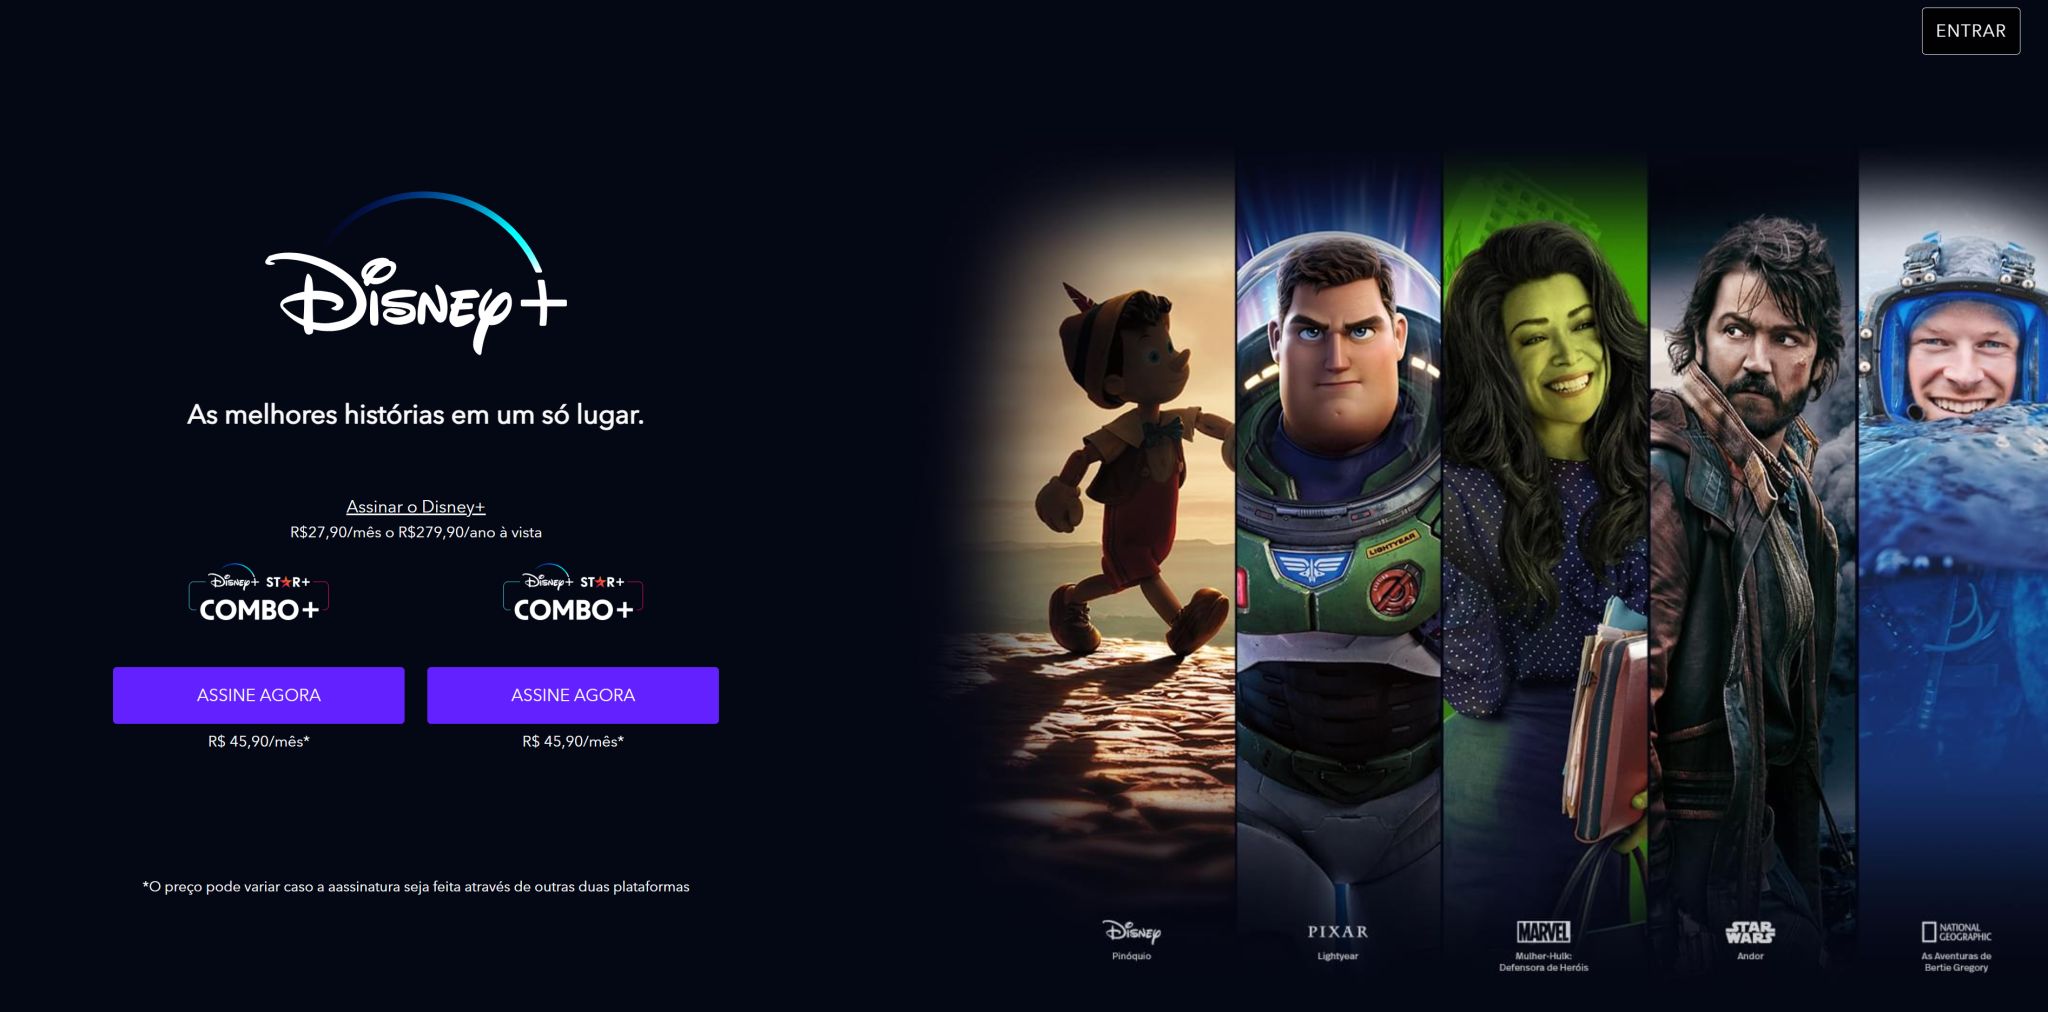 ENTRAR
Disney+
As melhores histórias em um só lugar.
Assinar o Disney+
R$27,90/mês o R$279,90/ano à vista
Disney+ STAR+
COMBO+
ASSINE AGORA
R$ 45,90/mês*
Disney+ STAR+
COMBO+
ASSINE AGORA
R$ 45,90/mês*
*O preço pode variar caso a aassinatura seja feita através de outras duas plataformas
LIGHTYEAR
Disney
Pinóquio
PIXAR
Lightyear
MARVEL
Mulher-Hulk:
Defensora de Heróis
STAR
WARS
Andor
NATIONAL
GEOGRAPHIC
As Aventuras de
Bertie Gregory